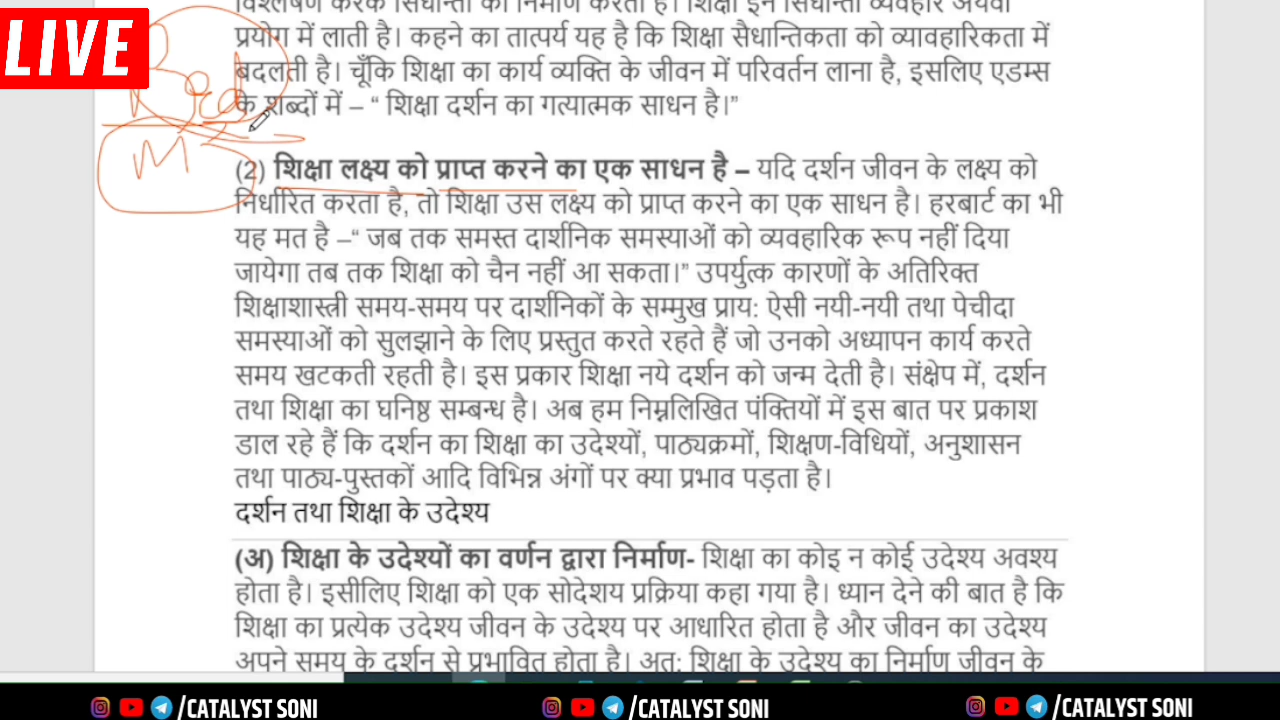 LIVE
विश्लेषण करके सिधान्तों का निर्माण करता है। शिक्षा इन सिधान्तों व्यवहार अथवा
प्रयोग में लाती है। कहने का तात्पर्य यह है कि शिक्षा सैधान्तिकता को व्यावहारिकता में
बदलती है। चूँकि शिक्षा का कार्य व्यक्ति के जीवन में परिवर्तन लाना है, इसलिए एडम्स
के शब्दों में – “ शिक्षा दर्शन का गत्यात्मक साधन है।”
M
(2) शिक्षा लक्ष्य को प्राप्त करने का एक साधन है – यदि दर्शन जीवन के लक्ष्य को
निर्धारित करता है, तो शिक्षा उस लक्ष्य को प्राप्त करने का एक साधन है। हरबार्ट का भी
यह मत है –“ जब तक समस्त दार्शनिक समस्याओं को व्यवहारिक रूप नहीं दिया
जायेगा तब तक शिक्षा को चैन नहीं आ सकता।” उपर्युत्क कारणों के अतिरिक्त
शिक्षाशास्त्री समय-समय पर दार्शनिकों के सम्मुख प्राय: ऐसी नयी-नयी तथा पेचीदा
समस्याओं को सुलझाने के लिए प्रस्तुत करते रहते हैं जो उनको अध्यापन कार्य करते
समय खटकती रहती है। इस प्रकार शिक्षा नये दर्शन को जन्म देती है। संक्षेप में, दर्शन
तथा शिक्षा का घनिष्ठ सम्बन्ध है। अब हम निम्नलिखित पंक्तियों में इस बात पर प्रकाश
डाल रहे हैं कि दर्शन का शिक्षा का उदेश्यों, पाठ्यक्रमों, शिक्षण-विधियों, अनुशासन
तथा पाठ्य-पुस्तकों आदि विभिन्न अंगों पर क्या प्रभाव पड़ता है।
दर्शन तथा शिक्षा के उदेश्य
(अ) शिक्षा के उदेश्यों का वर्णन द्वारा निर्माण- शिक्षा का कोइ न कोई उदेश्य अवश्य
होता है। इसीलिए शिक्षा को एक सोदेशय प्रक्रिया कहा गया है। ध्यान देने की बात है कि
शिक्षा का प्रत्येक उदेश्य जीवन के उदेश्य पर आधारित होता है और जीवन का उदेश्य
अपने समय के दर्शन से प्रभावित होता है। अत: शिक्षा के उदेश्य का निर्माण जीवन के
/CATALYST SONI /CATALYST SONI /CATALYST SONI